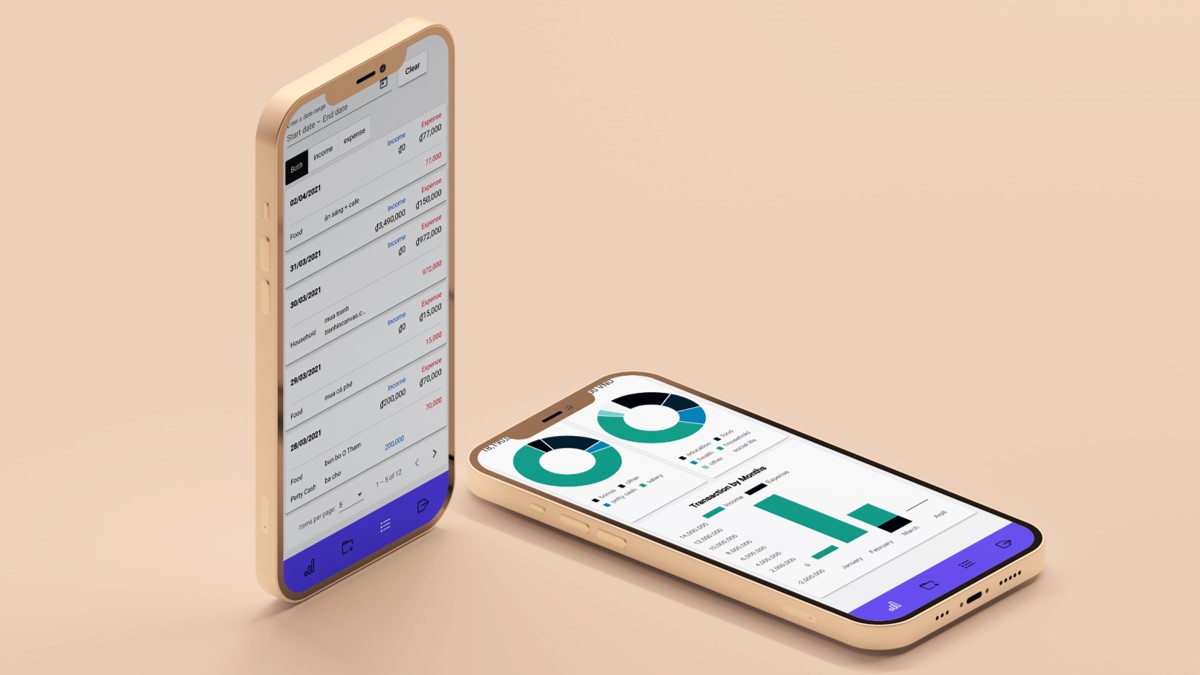 Clear
Enter a date range
Start date – End date
Both income expense
02/04/2021 Income Expense
₫0 ₫77,000
Food ăn sáng + cafe 77,000
31/03/2021 Income Expense
₫3,490,000 ₫150,000
30/03/2021 Income Expense
₫0 ₫972,000
Household mua tranh 972,000
tranhincanvas.c...
29/03/2021 Income Expense
₫0 ₫15,000
Food mua cà phê 15,000
28/03/2021 Income Expense
₫200,000 ₫70,000
Food bun bo O Tham 70,000
Petty Cash ba cho 200,000
Items per page: 5 1 – 5 of 12
VND
bonus other
petty cash salary
education food
health household
other social life
Transaction by Months
Income Expense
14,000,000
12,000,000
10,000,000
8,000,000
6,000,000
4,000,000
2,000,000
0
-2,000,000
January February March April